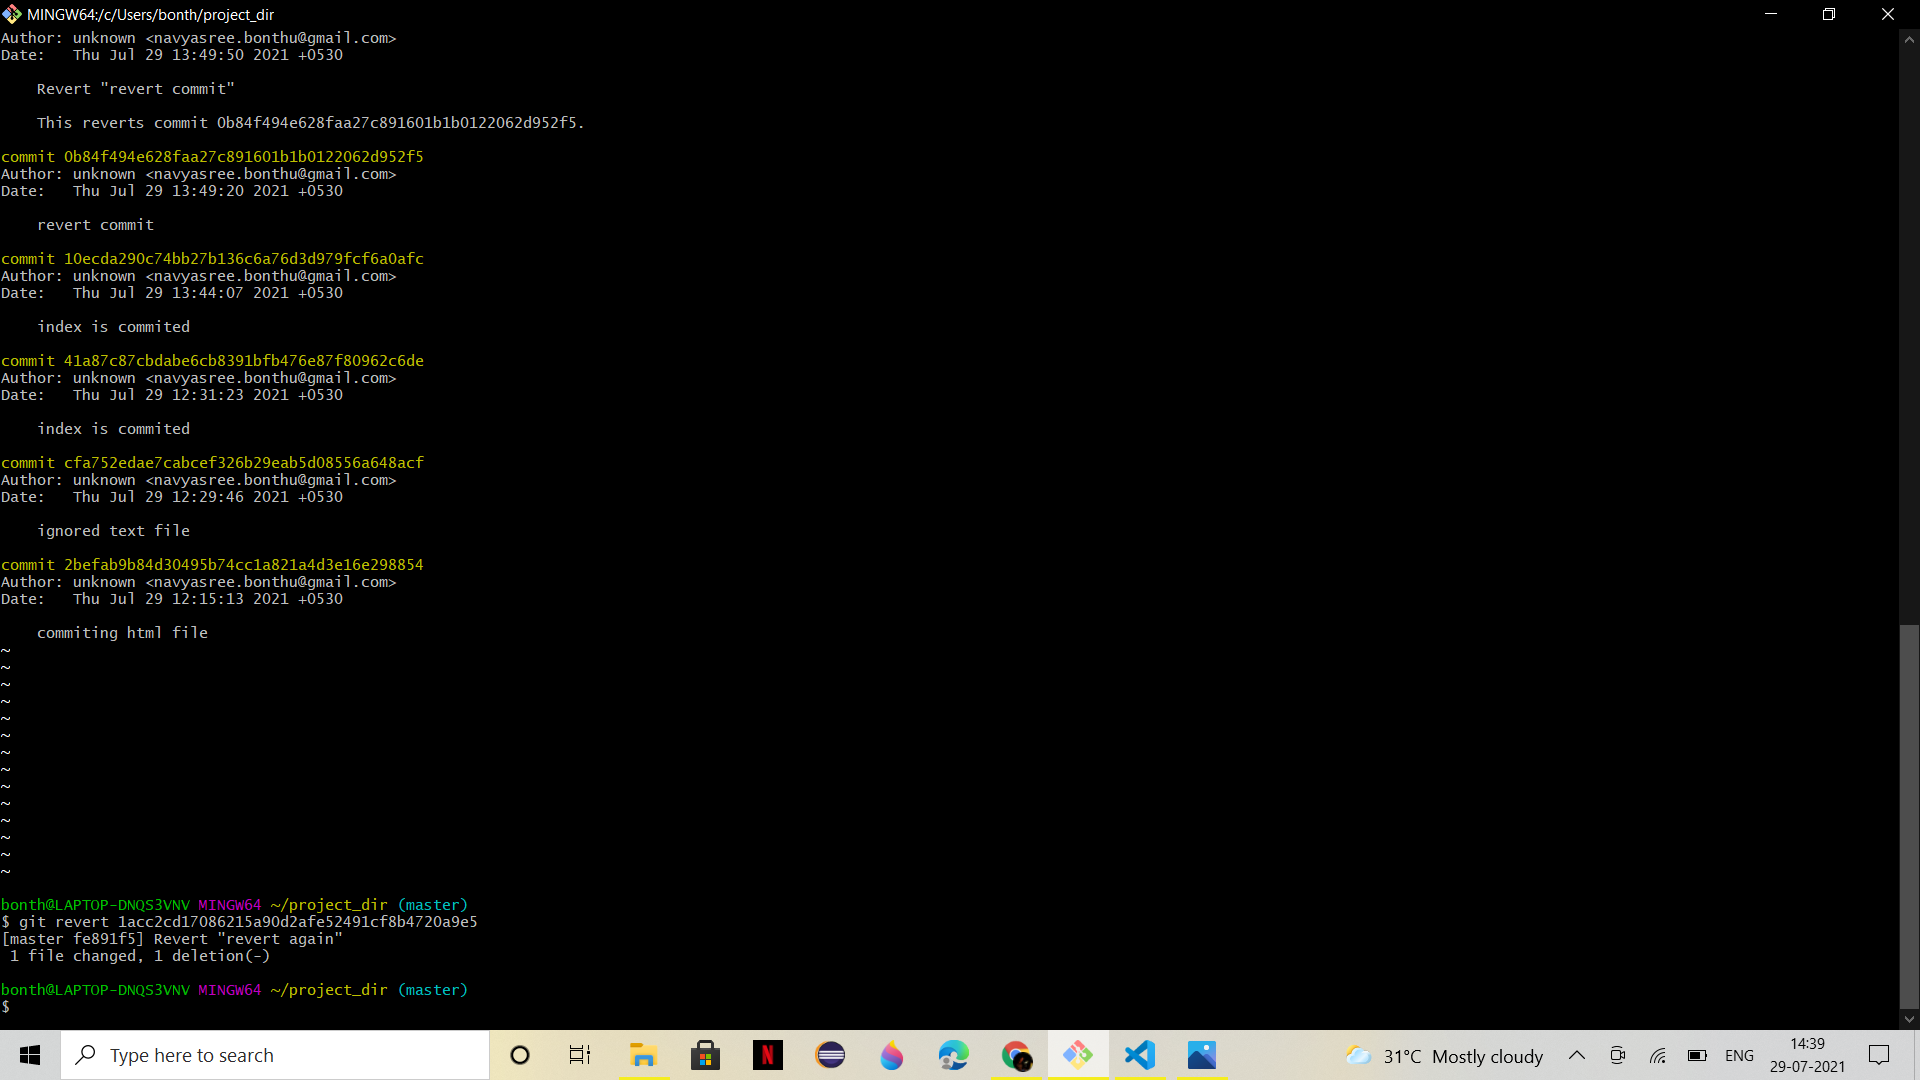 MINGW64:/c/Users/bonth/project_dir
Author: unknown <navyasree.bonthu@gmail.com>
Date:   Thu Jul 29 13:49:50 2021 +0530
    Revert "revert commit"
    This reverts commit 0b84f494e628faa27c891601b1b0122062d952f5.
commit 0b84f494e628faa27c891601b1b0122062d952f5
Author: unknown <navyasree.bonthu@gmail.com>
Date:   Thu Jul 29 13:49:20 2021 +0530
    revert commit
commit 10ecda290c74bb27b136c6a76d3d979fcf6a0afc
Author: unknown <navyasree.bonthu@gmail.com>
Date:   Thu Jul 29 13:44:07 2021 +0530
    index is commited
commit 41a87c87cbdabe6cb8391bfb476e87f80962c6de
Author: unknown <navyasree.bonthu@gmail.com>
Date:   Thu Jul 29 12:31:23 2021 +0530
    index is commited
commit cfa752edae7cabcef326b29eab5d08556a648acf
Author: unknown <navyasree.bonthu@gmail.com>
Date:   Thu Jul 29 12:29:46 2021 +0530
    ignored text file
commit 2befab9b84d30495b74cc1a821a4d3e16e298854
Author: unknown <navyasree.bonthu@gmail.com>
Date:   Thu Jul 29 12:15:13 2021 +0530
    commiting html file
~
~
~
~
~
~
~
~
~
~
~
~
~
~
bonth@LAPTOP-DNQS3VNV MINGW64 ~/project_dir (master)
$ git revert 1acc2cd17086215a90d2afe52491cf8b4720a9e5
[master fe891f5] Revert "revert again"
 1 file changed, 1 deletion(-)
bonth@LAPTOP-DNQS3VNV MINGW64 ~/project_dir (master)
$
Type here to search
N
31°C Mostly cloudy
ENG
14:39
29-07-2021